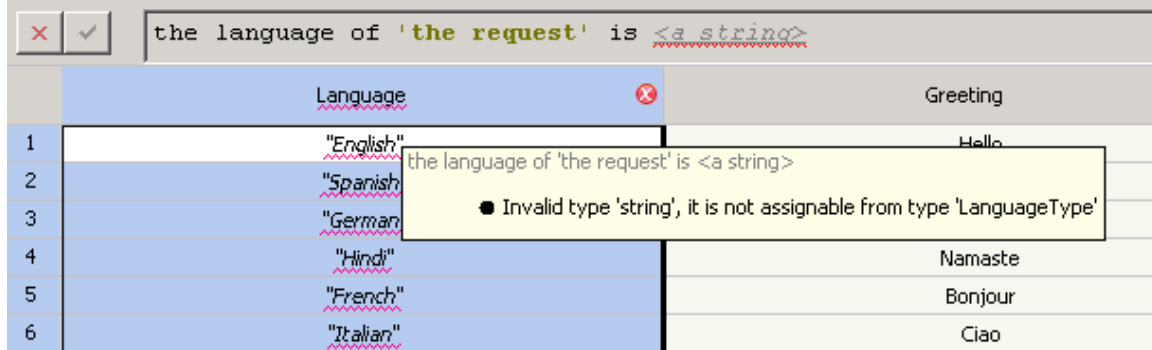 the language of 'the request' is <a string>
Language Greeting
1 "English" Hello
the language of 'the request' is <a string>
2 "Spanish
Invalid type 'string', it is not assignable from type 'LanguageType'
3 "German
4 "Hindi" Namaste
5 "French" Bonjour
6 "Italian" Ciao